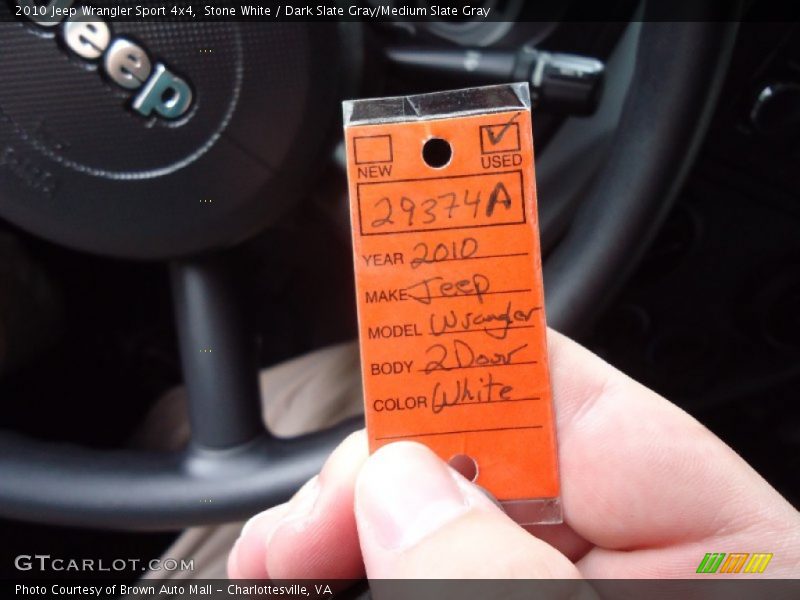 2010 Jeep Wrangler Sport 4x4, Stone White / Dark Slate Gray/Medium Slate Gray
Jeep
NEW USED
29374A
YEAR 2010
MAKE Jeep
MODEL Wrangler
BODY 2Door
COLOR White
GTCARLOT.COM
Photo Courtesy of Brown Auto Mall - Charlottesville, VA